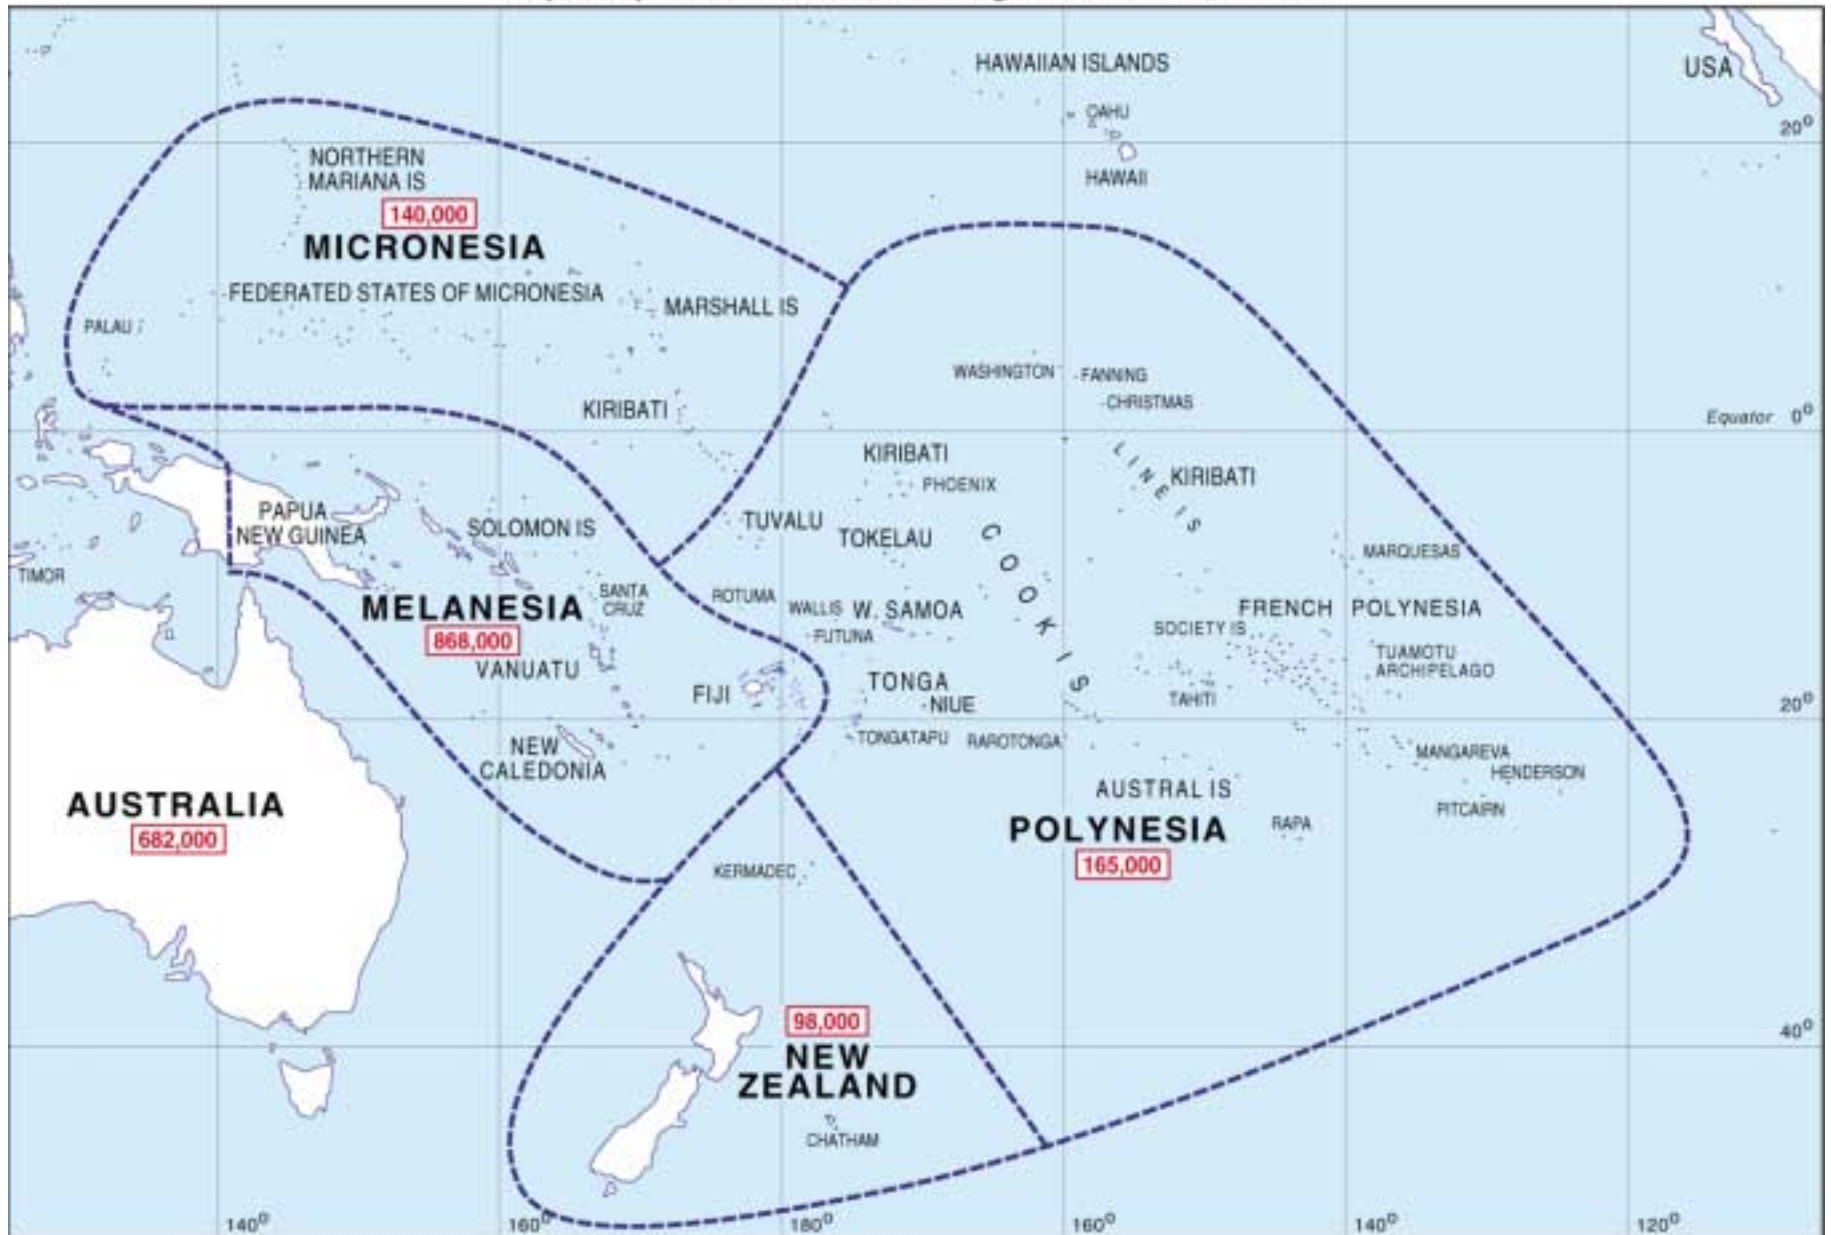 HAWAIIAN ISLANDS
USA
OAHU
20°
NORTHERN
MARIANA IS
HAWAII
140,000
MICRONESIA
FEDERATED STATES OF MICRONESIA
MARSHALL IS
PALAU
WASHINGTON
FANNING
CHRISTMAS
KIRIBATI
Equator 0°
KIRIBATI
LINE IS
KIRIBATI
PHOENIX
PAPUA
NEW GUINEA
SOLOMON IS
TUVALU
TOKELAU
COOK IS
MARQUESAS
TIMOR
SANTA
CRUZ
ROTUMA
MELANESIA
868,000
WALLIS
W. SAMOA
FRENCH POLYNESIA
FUTUNA
SOCIETY IS
VANUATU
TUAMOTU
ARCHIPELAGO
FIJI
TONGA
NIUE
TAHITI
20°
TONGATAPU
RAROTONGA
NEW
CALEDONIA
MANGAREVA
HENDERSON
AUSTRALIA
682,000
AUSTRAL IS
PITCAIRN
POLYNESIA
165,000
RAPA
KERMADEC
98,000
NEW
ZEALAND
40°
CHATHAM
140°
160°
180°
160°
140°
120°